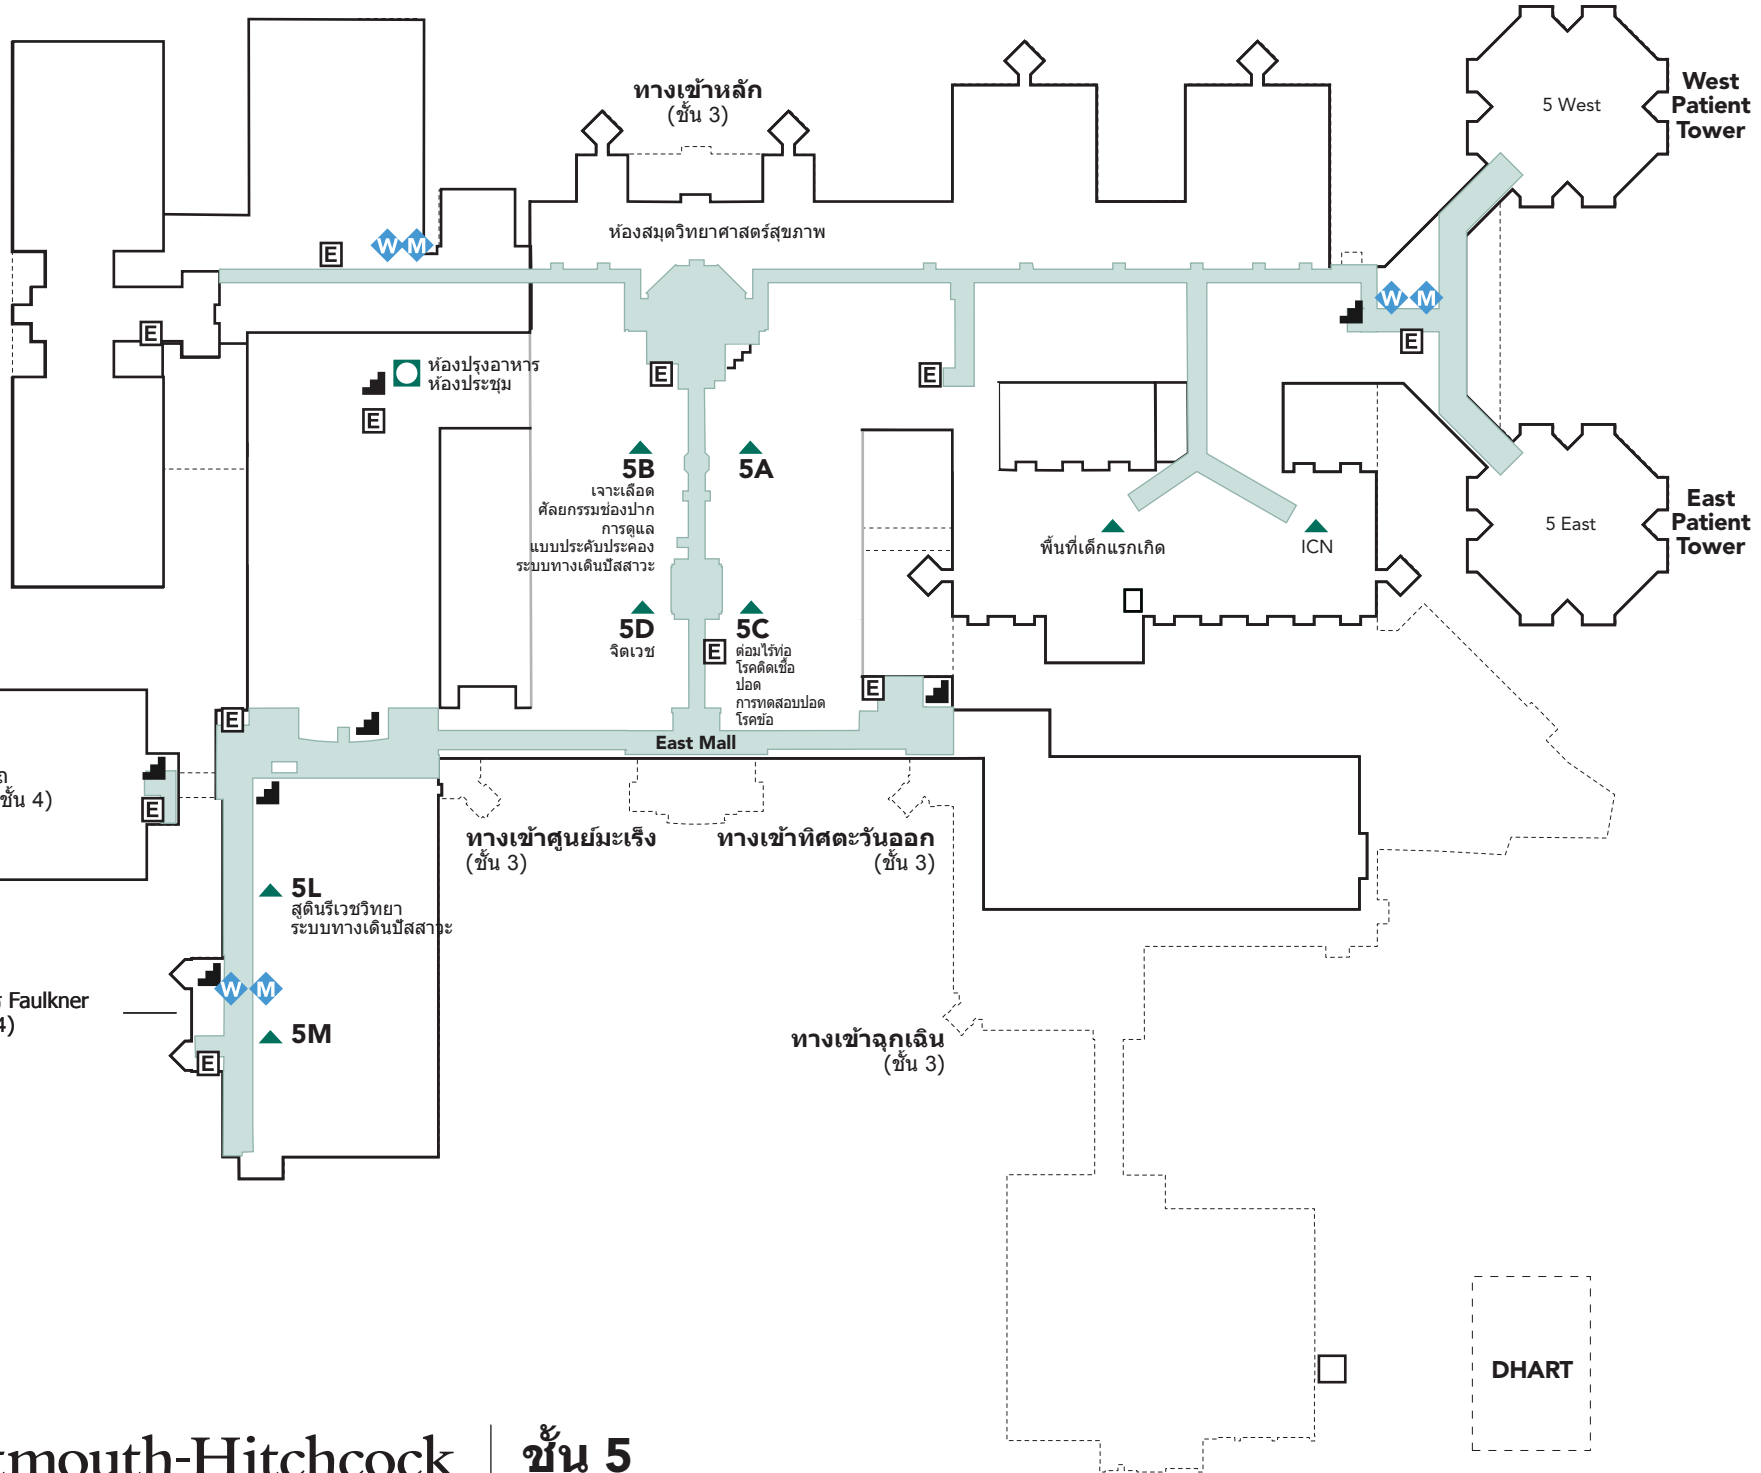 West
Patient
Tower
5 West
ทางเข้าหลัก
(ชั้น 3)
ห้องสมุดวิทยาศาสตร์สุขภาพ
E
W M
W M
E
E
ห้องปรุงอาหาร
ห้องประชุม
E
E
E
5B
เจาะเลือด
ศัลยกรรมช่องปาก
การดูแล
แบบประคับประคอง
ระบบทางเดินปัสสาวะ
5A
East
Patient
Tower
5 East
พื้นที่เด็กแรกเกิด
ICN
5D
จิตเวช
E
5C
ต่อมไร้ท่อ
โรคติดเชื้อ
ปอด
การทดสอบปอด
โรคข้อ
E
E
East Mall
ชั้น 4)
E
ทางเข้าศูนย์มะเร็ง
(ชั้น 3)
ทางเข้าทิศตะวันออก
(ชั้น 3)
5L
สูตินรีเวชวิทยา
ระบบทางเดินปัสสาวะ
W M
Faulkner
4)
5M
E
ทางเข้าฉุกเฉิน
(ชั้น 3)
DHART
tmouth-Hitchcock
ชั้น 5